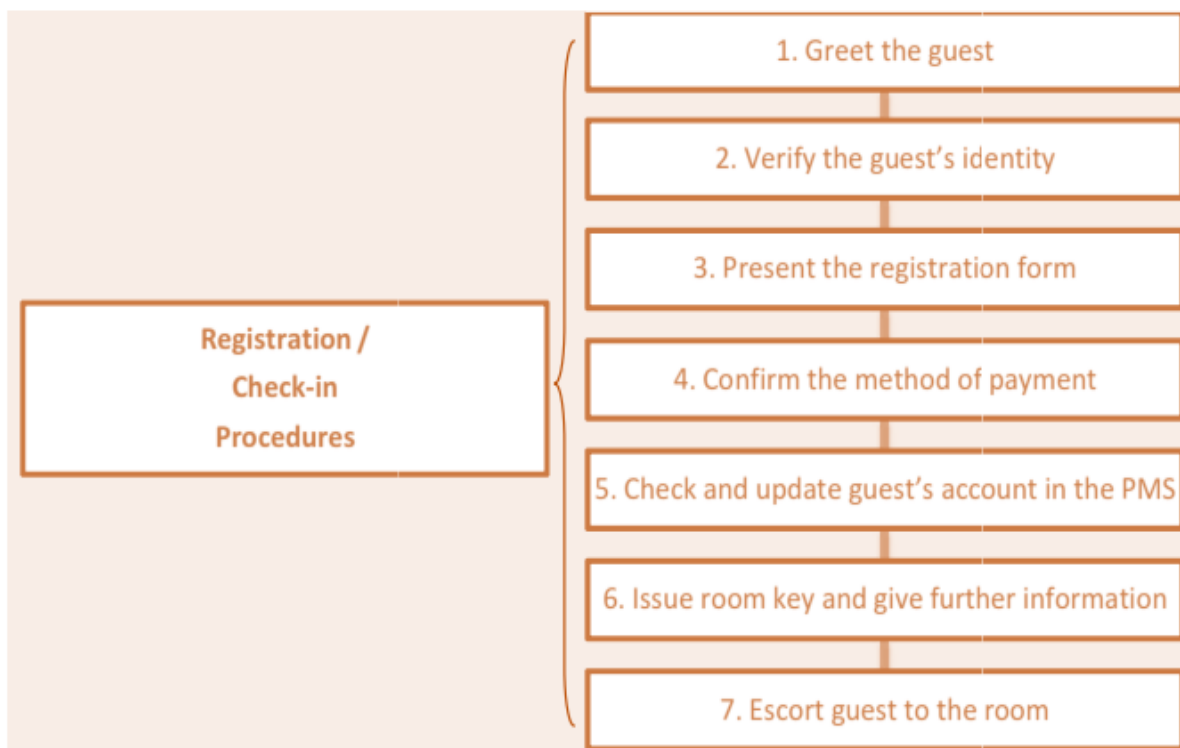 Registration /
Check-in
Procedures
1. Greet the guest
2. Verify the guest’s identity
3. Present the registration form
4. Confirm the method of payment
5. Check and update guest’s account in the PMS
6. Issue room key and give further information
7. Escort guest to the room